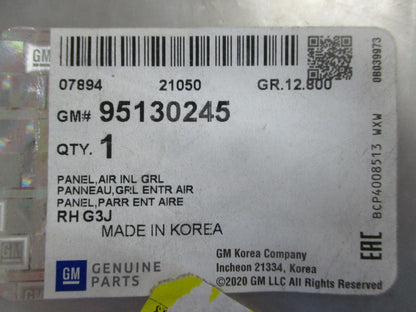 GM
07894 21050 GR.12.800
GM# 95130245
QTY. 1
PANEL,AIR INL GRL
PANNEAU,GRL ENTR AIR
PANEL,PARR ENT AIRE
RH G3J
MADE IN KOREA
GM GENUINE
PARTS
GM Korea Company
Incheon 21334, Korea
©2020 GM LLC All Rights Reserved
0B039973
BCP4008513 WXW
EAC